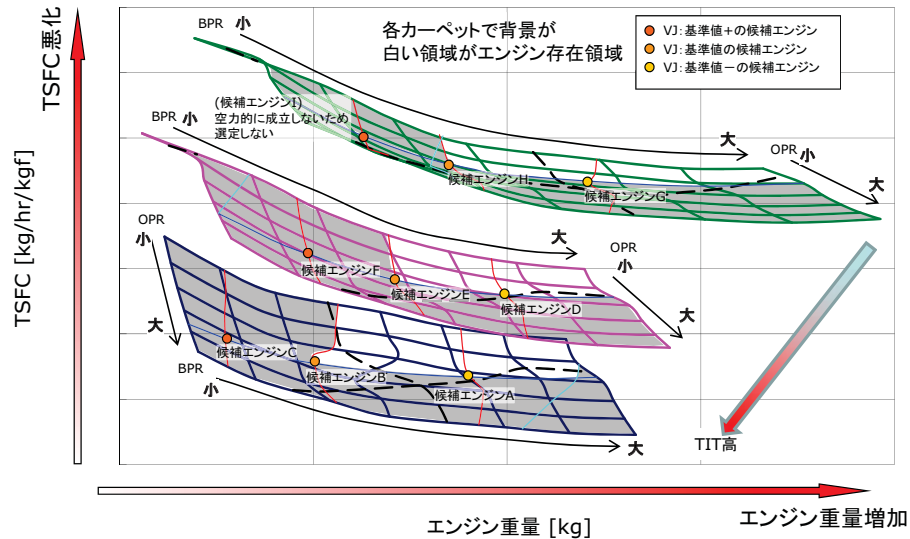 TSFC悪化
TSFC [kg/hr/kgf]
BPR 小
各カーペットで背景が
白い領域がエンジン存在領域
VJ:基準値+の候補エンジン
VJ:基準値の候補エンジン
VJ:基準値-の候補エンジン
(候補エンジンI)
空力的に成立しないため
選定しない
BPR 小
大
OPR 小
大
候補エンジンH
候補エンジンG
OPR
小
大
大
OPR
小
大
候補エンジンF
候補エンジンE
候補エンジンD
候補エンジンC
候補エンジンB
候補エンジンA
BPR 小
大
TIT高
エンジン重量 [kg]
エンジン重量増加